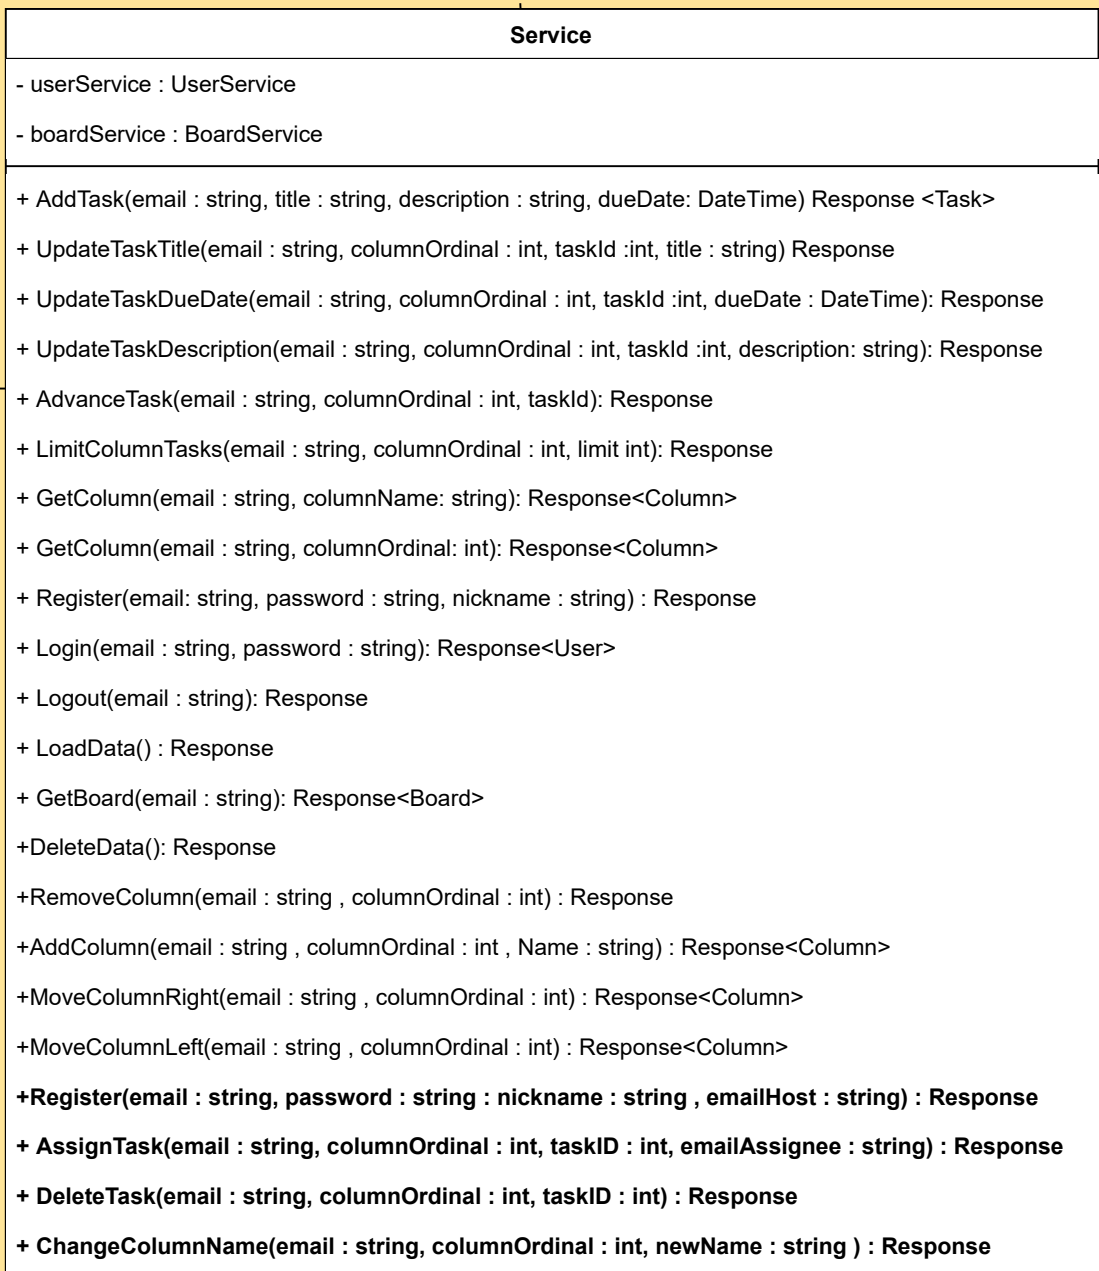 Service
- userService : UserService
- boardService : BoardService
+ AddTask(email : string, title : string, description : string, dueDate: DateTime) Response <Task>
+ UpdateTaskTitle(email : string, columnOrdinal : int, taskId :int, title : string) Response
+ UpdateTaskDueDate(email : string, columnOrdinal : int, taskId :int, dueDate : DateTime): Response
+ UpdateTaskDescription(email : string, columnOrdinal : int, taskId :int, description: string): Response
+ AdvanceTask(email : string, columnOrdinal : int, taskId): Response
+ LimitColumnTasks(email : string, columnOrdinal : int, limit int): Response
+ GetColumn(email : string, columnName: string): Response<Column>
+ GetColumn(email : string, columnOrdinal: int): Response<Column>
+ Register(email: string, password : string, nickname : string) : Response
+ Login(email : string, password : string): Response<User>
+ Logout(email : string): Response
+ LoadData() : Response
+ GetBoard(email : string): Response<Board>
+DeleteData(): Response
+RemoveColumn(email : string , columnOrdinal : int) : Response
+AddColumn(email : string , columnOrdinal : int , Name : string) : Response<Column>
+MoveColumnRight(email : string , columnOrdinal : int) : Response<Column>
+MoveColumnLeft(email : string , columnOrdinal : int) : Response<Column>
+Register(email : string, password : string : nickname : string , emailHost : string) : Response
+ AssignTask(email : string, columnOrdinal : int, taskID : int, emailAssignee : string) : Response
+ DeleteTask(email : string, columnOrdinal : int, taskID : int) : Response
+ ChangeColumnName(email : string, columnOrdinal : int, newName : string ) : Response